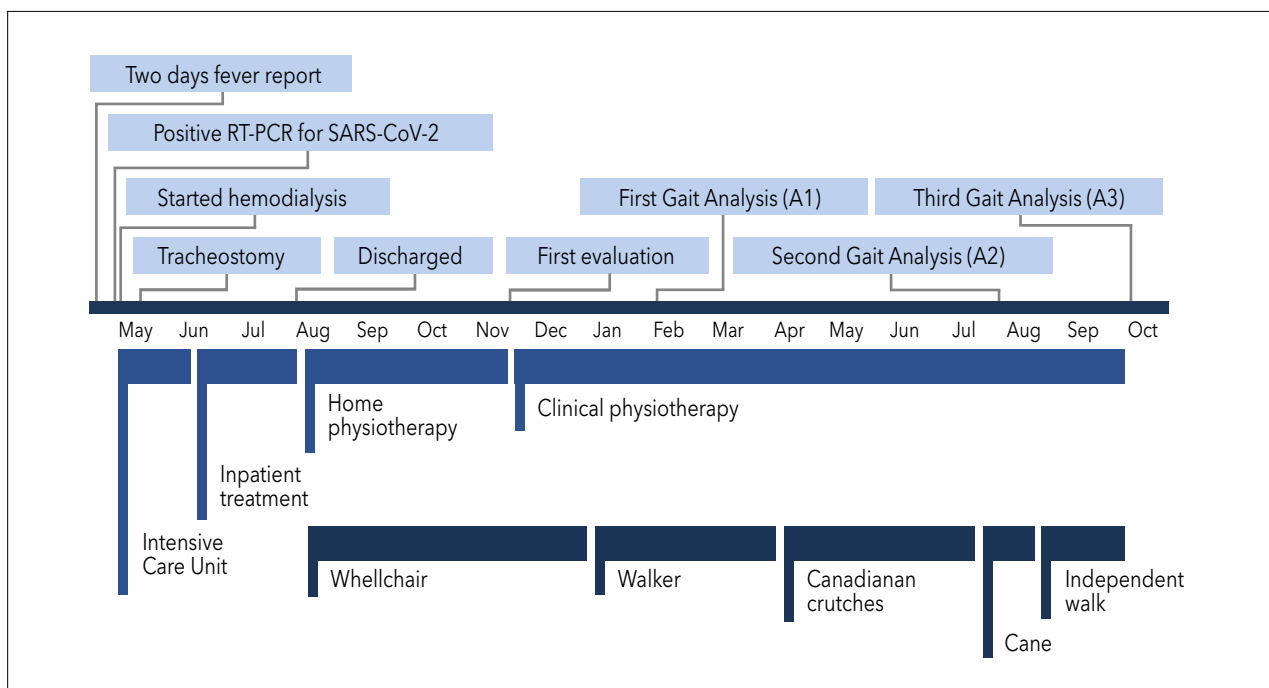 Two days fever report
Positive RT-PCR for SARS-CoV-2
Started hemodialysis
First Gait Analysis (A1)
Third Gait Analysis (A3)
Tracheostomy
Discharged
First evaluation
Second Gait Analysis (A2)
May Jun Jul Aug Sep Oct Nov Dec Jan Feb Mar Apr May Jun Jul Aug Sep Oct
Home
physiotherapy
Clinical physiotherapy
Inpatient
treatment
Intensive
Care Unit
Whellchair
Walker
Canadianan
crutches
Independent
walk
Cane